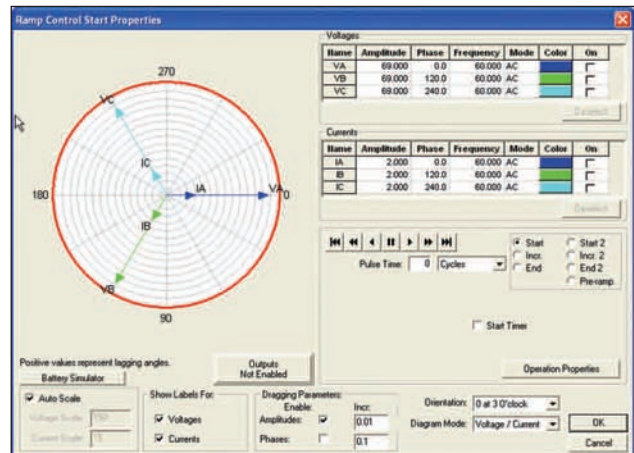 Ramp Control Start Properties
270
180
0
90
VC
IC
IA
VA
IB
VB
Voltages
Name Amplitude Phase Frequency Mode Color On
VA 69.000 0.0 60.000 AC
VB 69.000 120.0 60.000 AC
VC 69.000 240.0 60.000 AC
Deselect
Currents
Name Amplitude Phase Frequency Mode Color On
IA 2.000 0.0 60.000 AC
IB 2.000 120.0 60.000 AC
IC 2.000 240.0 60.000 AC
Deselect
Pulse Time: 0 Cycles
Start Start 2
Incr. Incr. 2
End End 2
Pre-ramp
Start Timer
Operation Properties
Positive values represent lagging angles.
Battery Simulator
Outputs
Not Enabled
Auto Scale
Voltage Scale: 150
Current Scale: 15
Show Labels For:
Voltages
Currents
Dragging Parameters:
Enable: Incr:
Amplitudes: 0.01
Phases: 0.1
Orientation: 0 at 3 O'clock
Diagram Mode: Voltage / Current
OK
Cancel